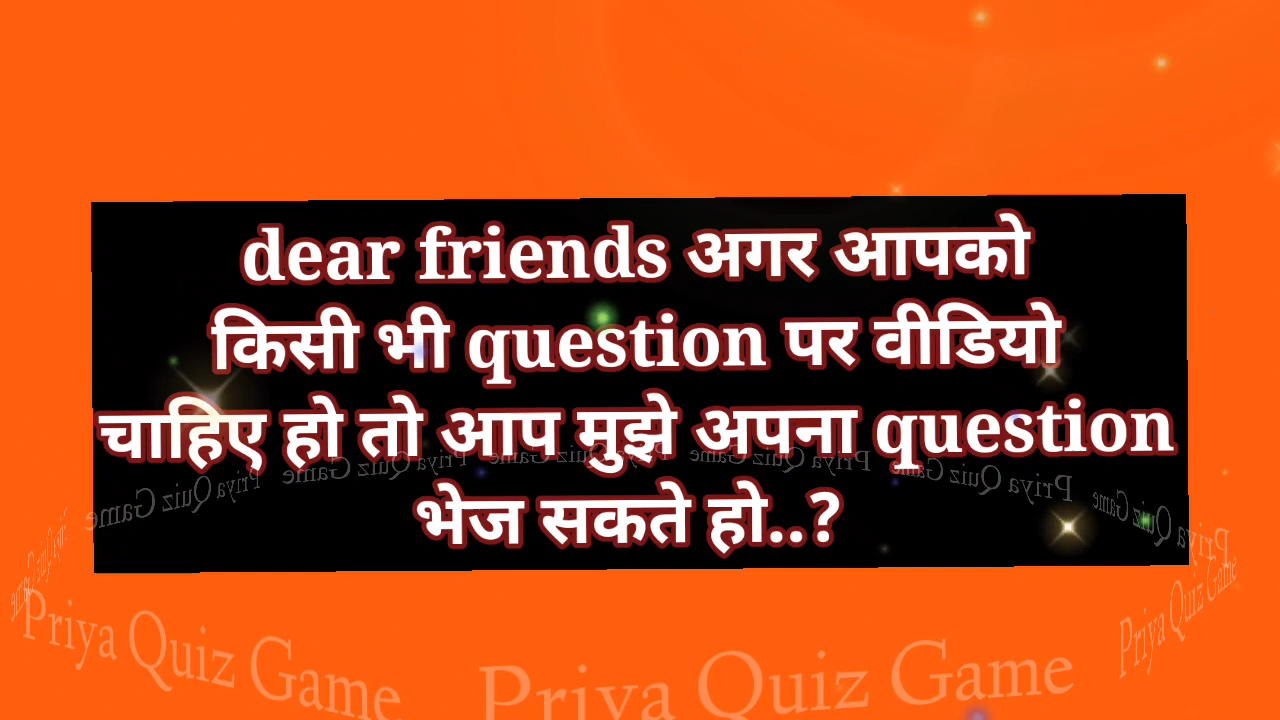 dear friends अगर आपको
किसी भी question पर वीडियो
चाहिए हो तो आप मुझे अपना question
भेज सकते हो..?
Priya Quiz Game Priya Quiz Game Priya Quiz Game Priya Quiz Game Priya Quiz Game
Priya Quiz Game Priya Quiz Game Priya Quiz Game